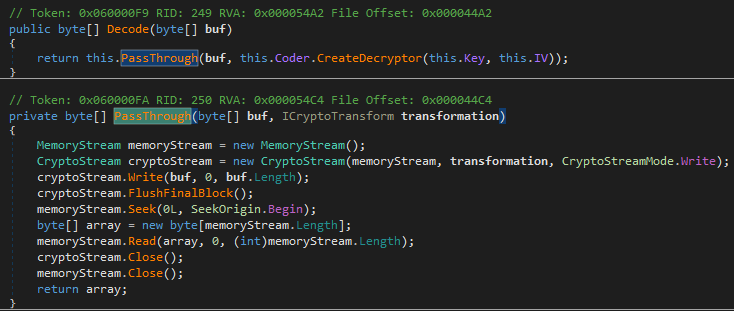 // Token: 0x060000F9 RID: 249 RVA: 0x000054A2 File Offset: 0x000044A2
public byte[] Decode(byte[] buf)
{
    return this.PassThrough(buf, this.Coder.CreateDecryptor(this.Key, this.IV));
}
// Token: 0x060000FA RID: 250 RVA: 0x000054C4 File Offset: 0x000044C4
private byte[] PassThrough(byte[] buf, ICryptoTransform transformation)
{
    MemoryStream memoryStream = new MemoryStream();
    CryptoStream cryptoStream = new CryptoStream(memoryStream, transformation, CryptoStreamMode.Write);
    cryptoStream.Write(buf, 0, buf.Length);
    cryptoStream.FlushFinalBlock();
    memoryStream.Seek(0L, SeekOrigin.Begin);
    byte[] array = new byte[memoryStream.Length];
    memoryStream.Read(array, 0, (int)memoryStream.Length);
    cryptoStream.Close();
    memoryStream.Close();
    return array;
}